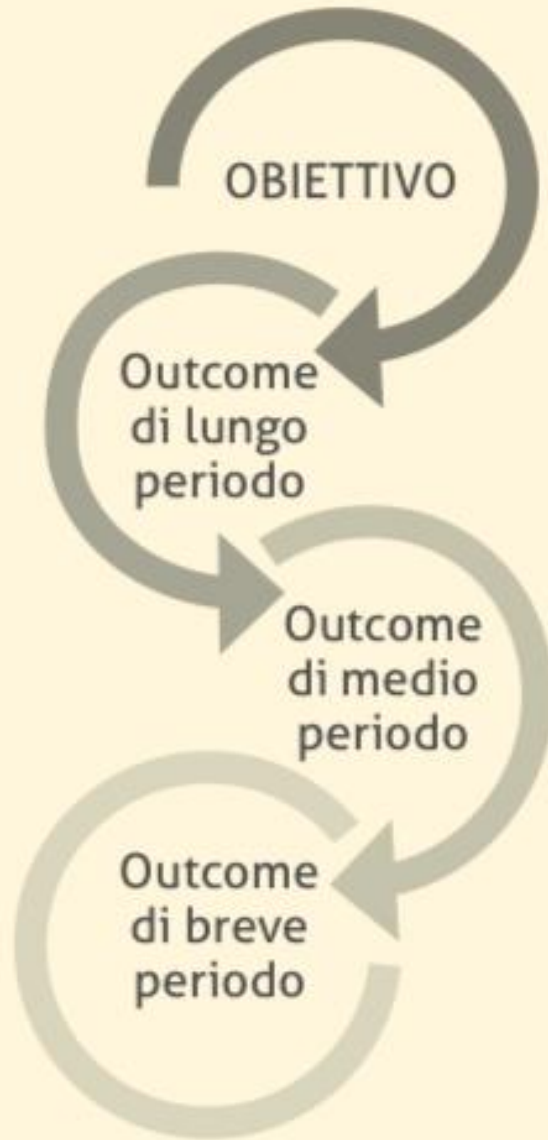 OBIETTIVO
Outcome
di lungo
periodo
Outcome
di medio
periodo
Outcome
di breve
periodo